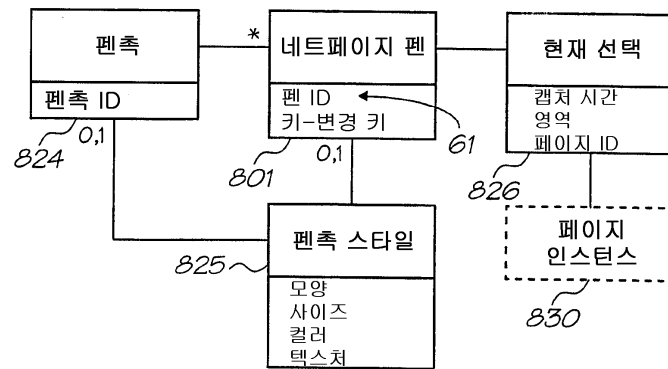 펜촉
펜촉 ID
824
0,1
*
네트페이지 펜
펜 ID
키-변경 키
61
801
0,1
현재 선택
캡처 시간
영역
페이지 ID
826
펜촉 스타일
825
모양
사이즈
컬러
텍스처
페이지
인스턴스
830